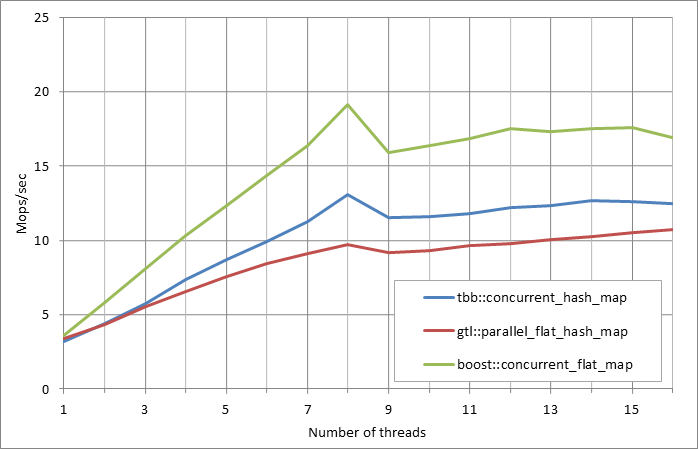 25
20
15
10
5
0
Mops/sec
tbb::concurrent_hash_map
gtl::parallel_flat_hash_map
boost::concurrent_flat_map
1 3 5 7 9 11 13 15
Number of threads